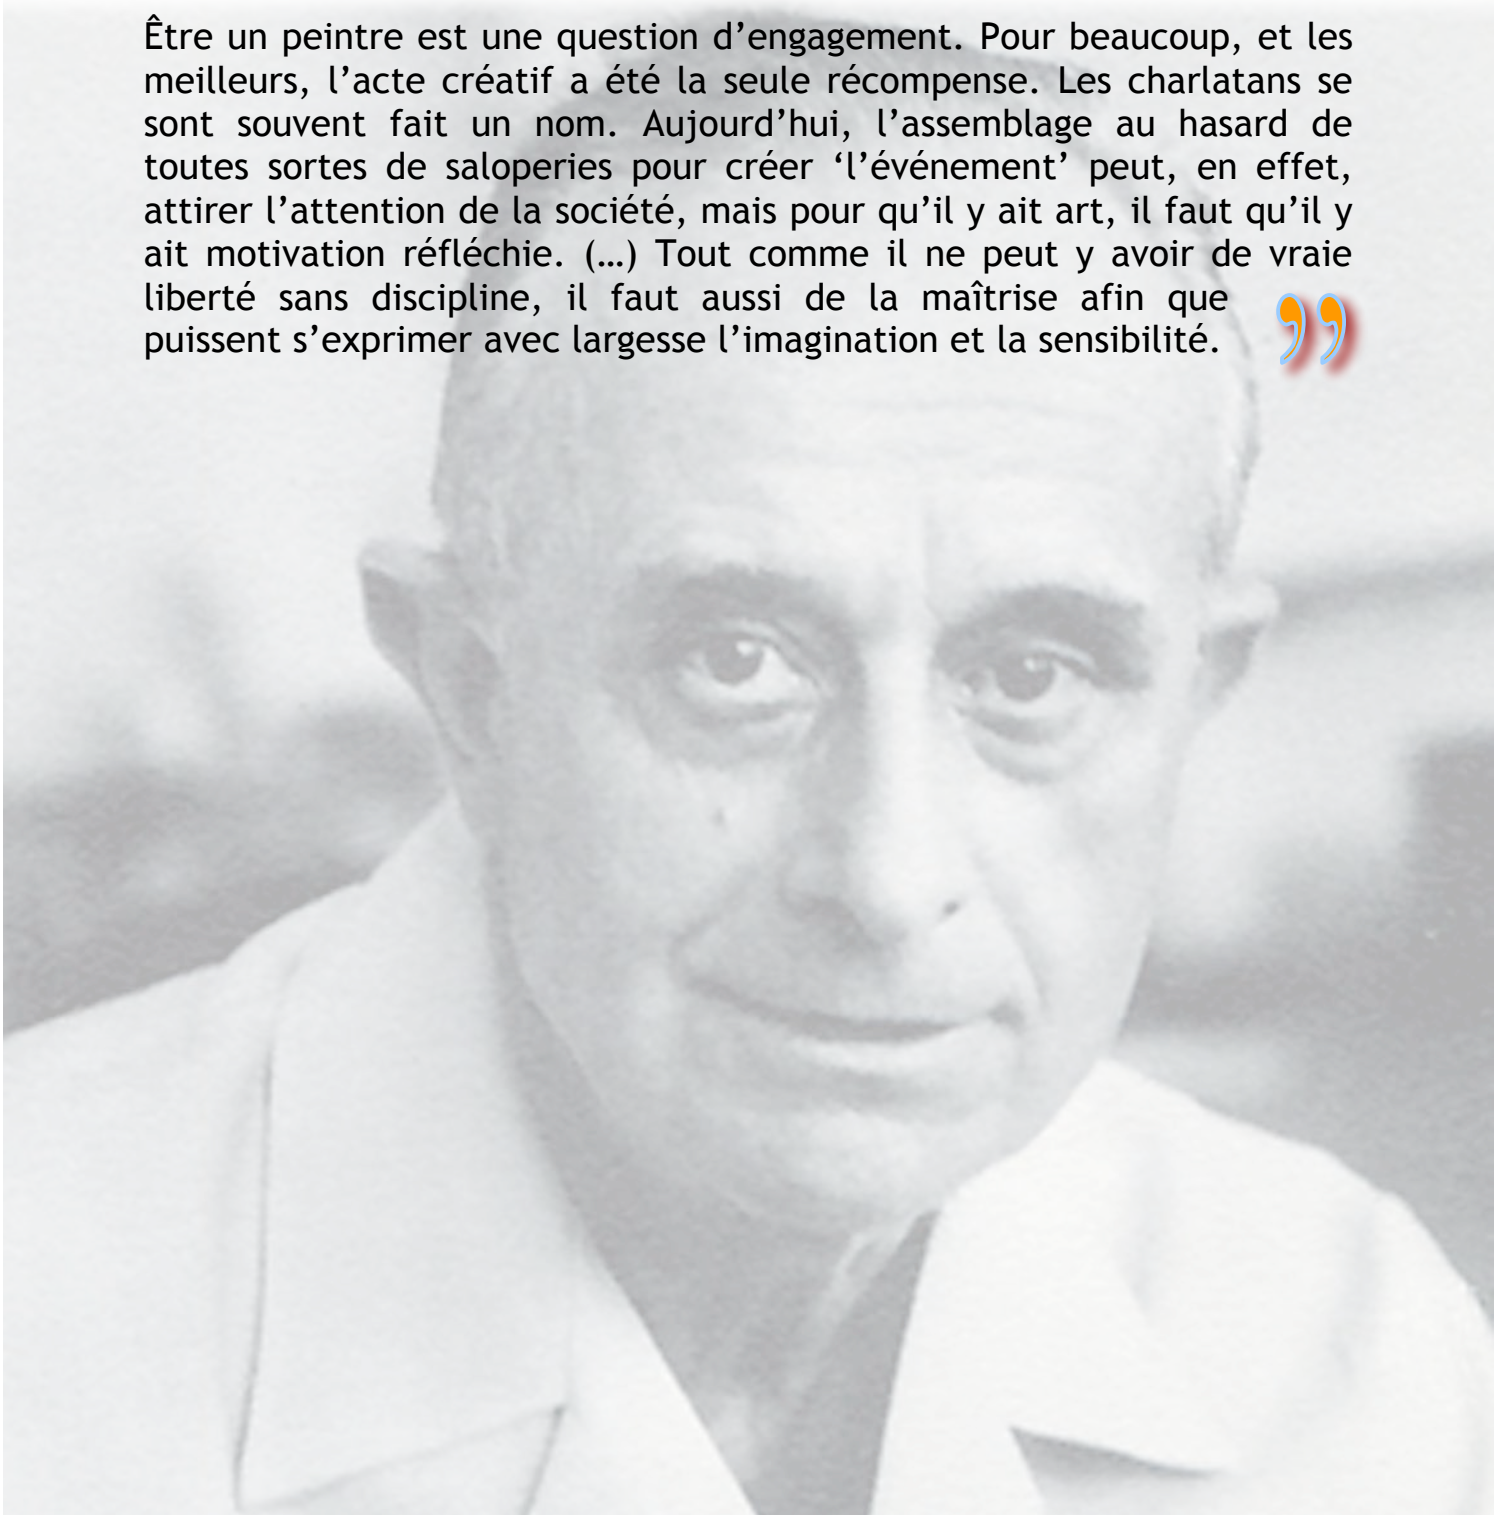 Être un peintre est une question d’engagement. Pour beaucoup, et les
meilleurs, l’acte créatif a été la seule récompense. Les charlatans se
sont souvent fait un nom. Aujourd’hui, l’assemblage au hasard de
toutes sortes de saloperies pour créer ‘l’événement’ peut, en effet,
attirer l’attention de la société, mais pour qu’il y ait art, il faut qu’il y
ait motivation réfléchie. (…) Tout comme il ne peut y avoir de vraie
liberté sans discipline, il faut aussi de la maîtrise afin que
puissent s’exprimer avec largesse l’imagination et la sensibilité. ”